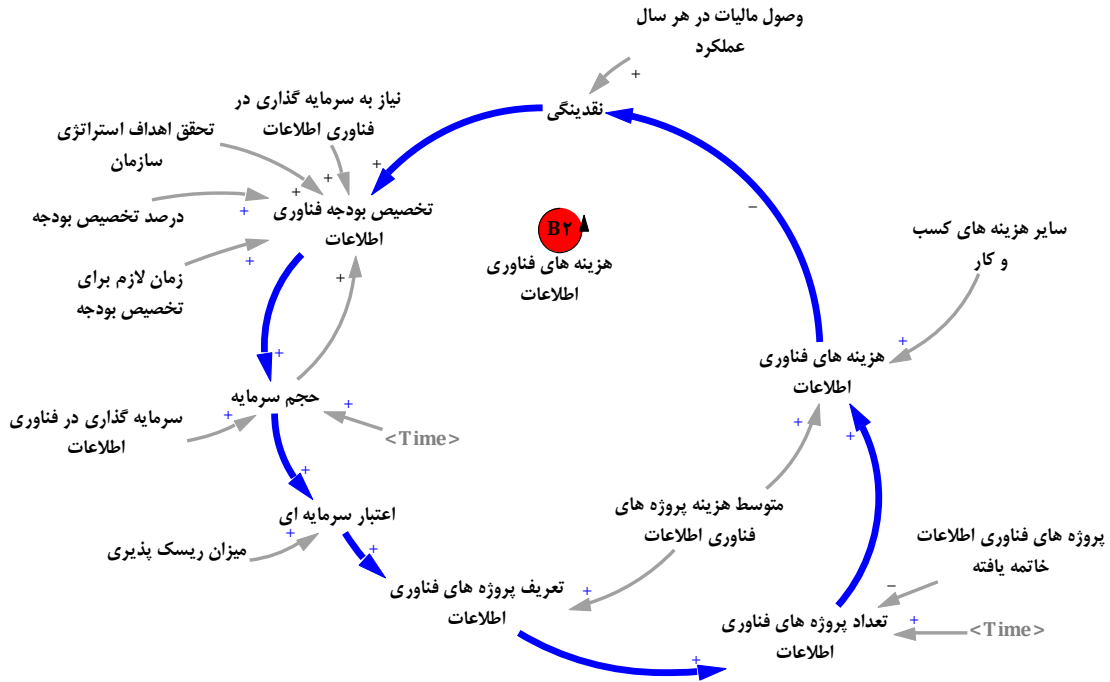 وصول مالیات در هر سال
عملکرد
+
نقدینگی
نیاز به سرمایه گذاری در
فناوری اطلاعات
تحقق اهداف استراتژی
سازمان
+
+
+
درصد تخصیص بودجه
+
تخصیص بودجه فناوری
اطلاعات
+
زمان لازم برای
تخصیص بودجه
+
B۲
هزینه های فناوری
اطلاعات
–
سایر هزینه های کسب
و کار
+
هزینه های فناوری
اطلاعات
+
حجم سرمایه
+
سرمایه گذاری در فناوری
اطلاعات
+
<Time>
+
+
+
اعتبار سرمایه ای
+
میزان ریسک پذیری
متوسط هزینه پروژه های
فناوری اطلاعات
+
تعریف پروژه های فناوری
اطلاعات
+
پروژه های فناوری اطلاعات
خاتمه یافته
–
تعداد پروژه های فناوری
اطلاعات
+
<Time>
+